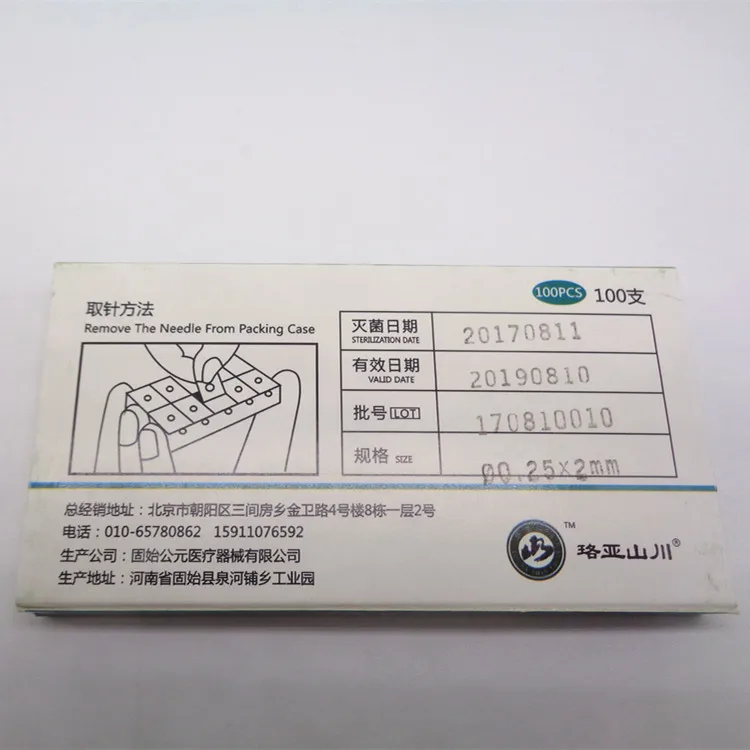 100PCS 100支
取针方法
Remove The Needle From Packing Case
灭菌日期
STERILIZATION DATE
20170811
有效日期
VALID DATE
20190810
批号 LOT
170810010
规格 SIZE
Ø0.25×2mm
总经销地址：北京市朝阳区三间房乡金卫路4号楼8栋一层2号
电话：010-65780862 15911076592
生产公司：固始公元医疗器械有限公司
生产地址：河南省固始县泉河铺乡工业园
TM
珞亚山川®